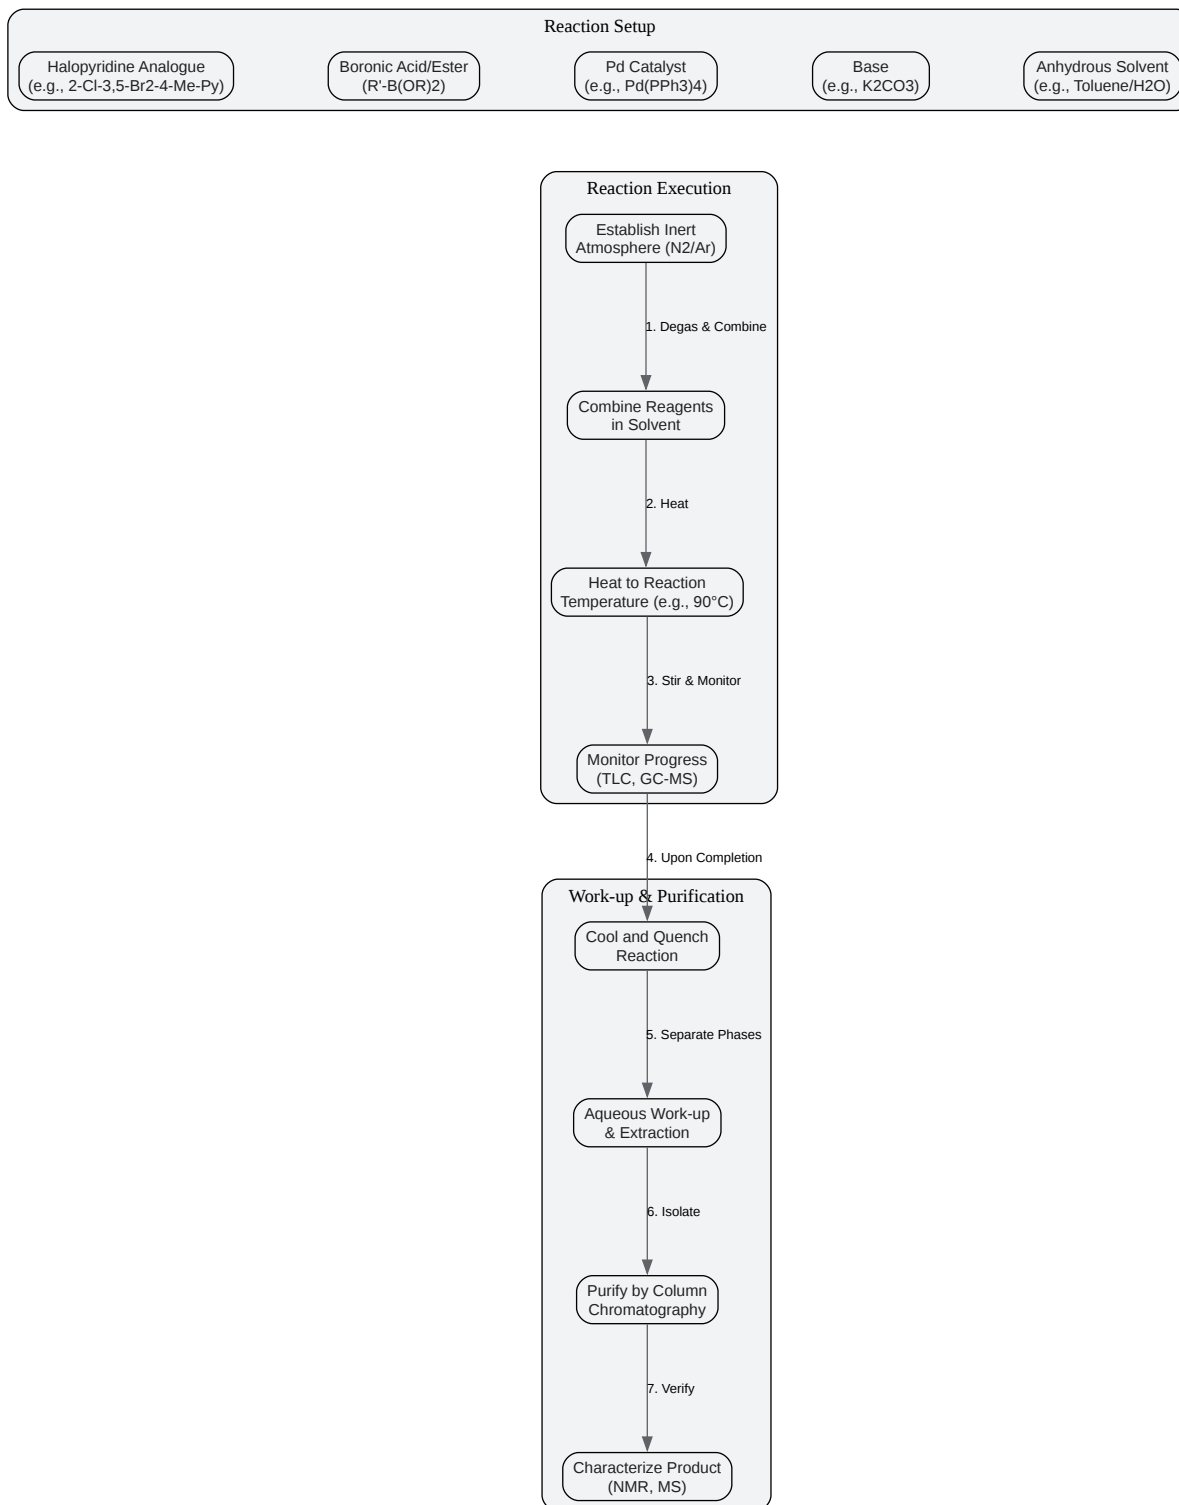 Reaction Setup
Halopyridine Analogue
(e.g., 2-Cl-3,5-Br2-4-Me-Py)
Boronic Acid/Ester
(R'-B(OR)2)
Pd Catalyst
(e.g., Pd(PPh3)4)
Base
(e.g., K2CO3)
Anhydrous Solvent
(e.g., Toluene/H2O)
Reaction Execution
Establish Inert
Atmosphere (N2/Ar)
1. Degas & Combine
Combine Reagents
in Solvent
2. Heat
Heat to Reaction
Temperature (e.g., 90°C)
3. Stir & Monitor
Monitor Progress
(TLC, GC-MS)
4. Upon Completion
Work-up & Purification
Cool and Quench
Reaction
5. Separate Phases
Aqueous Work-up
& Extraction
6. Isolate
Purify by Column
Chromatography
7. Verify
Characterize Product
(NMR, MS)